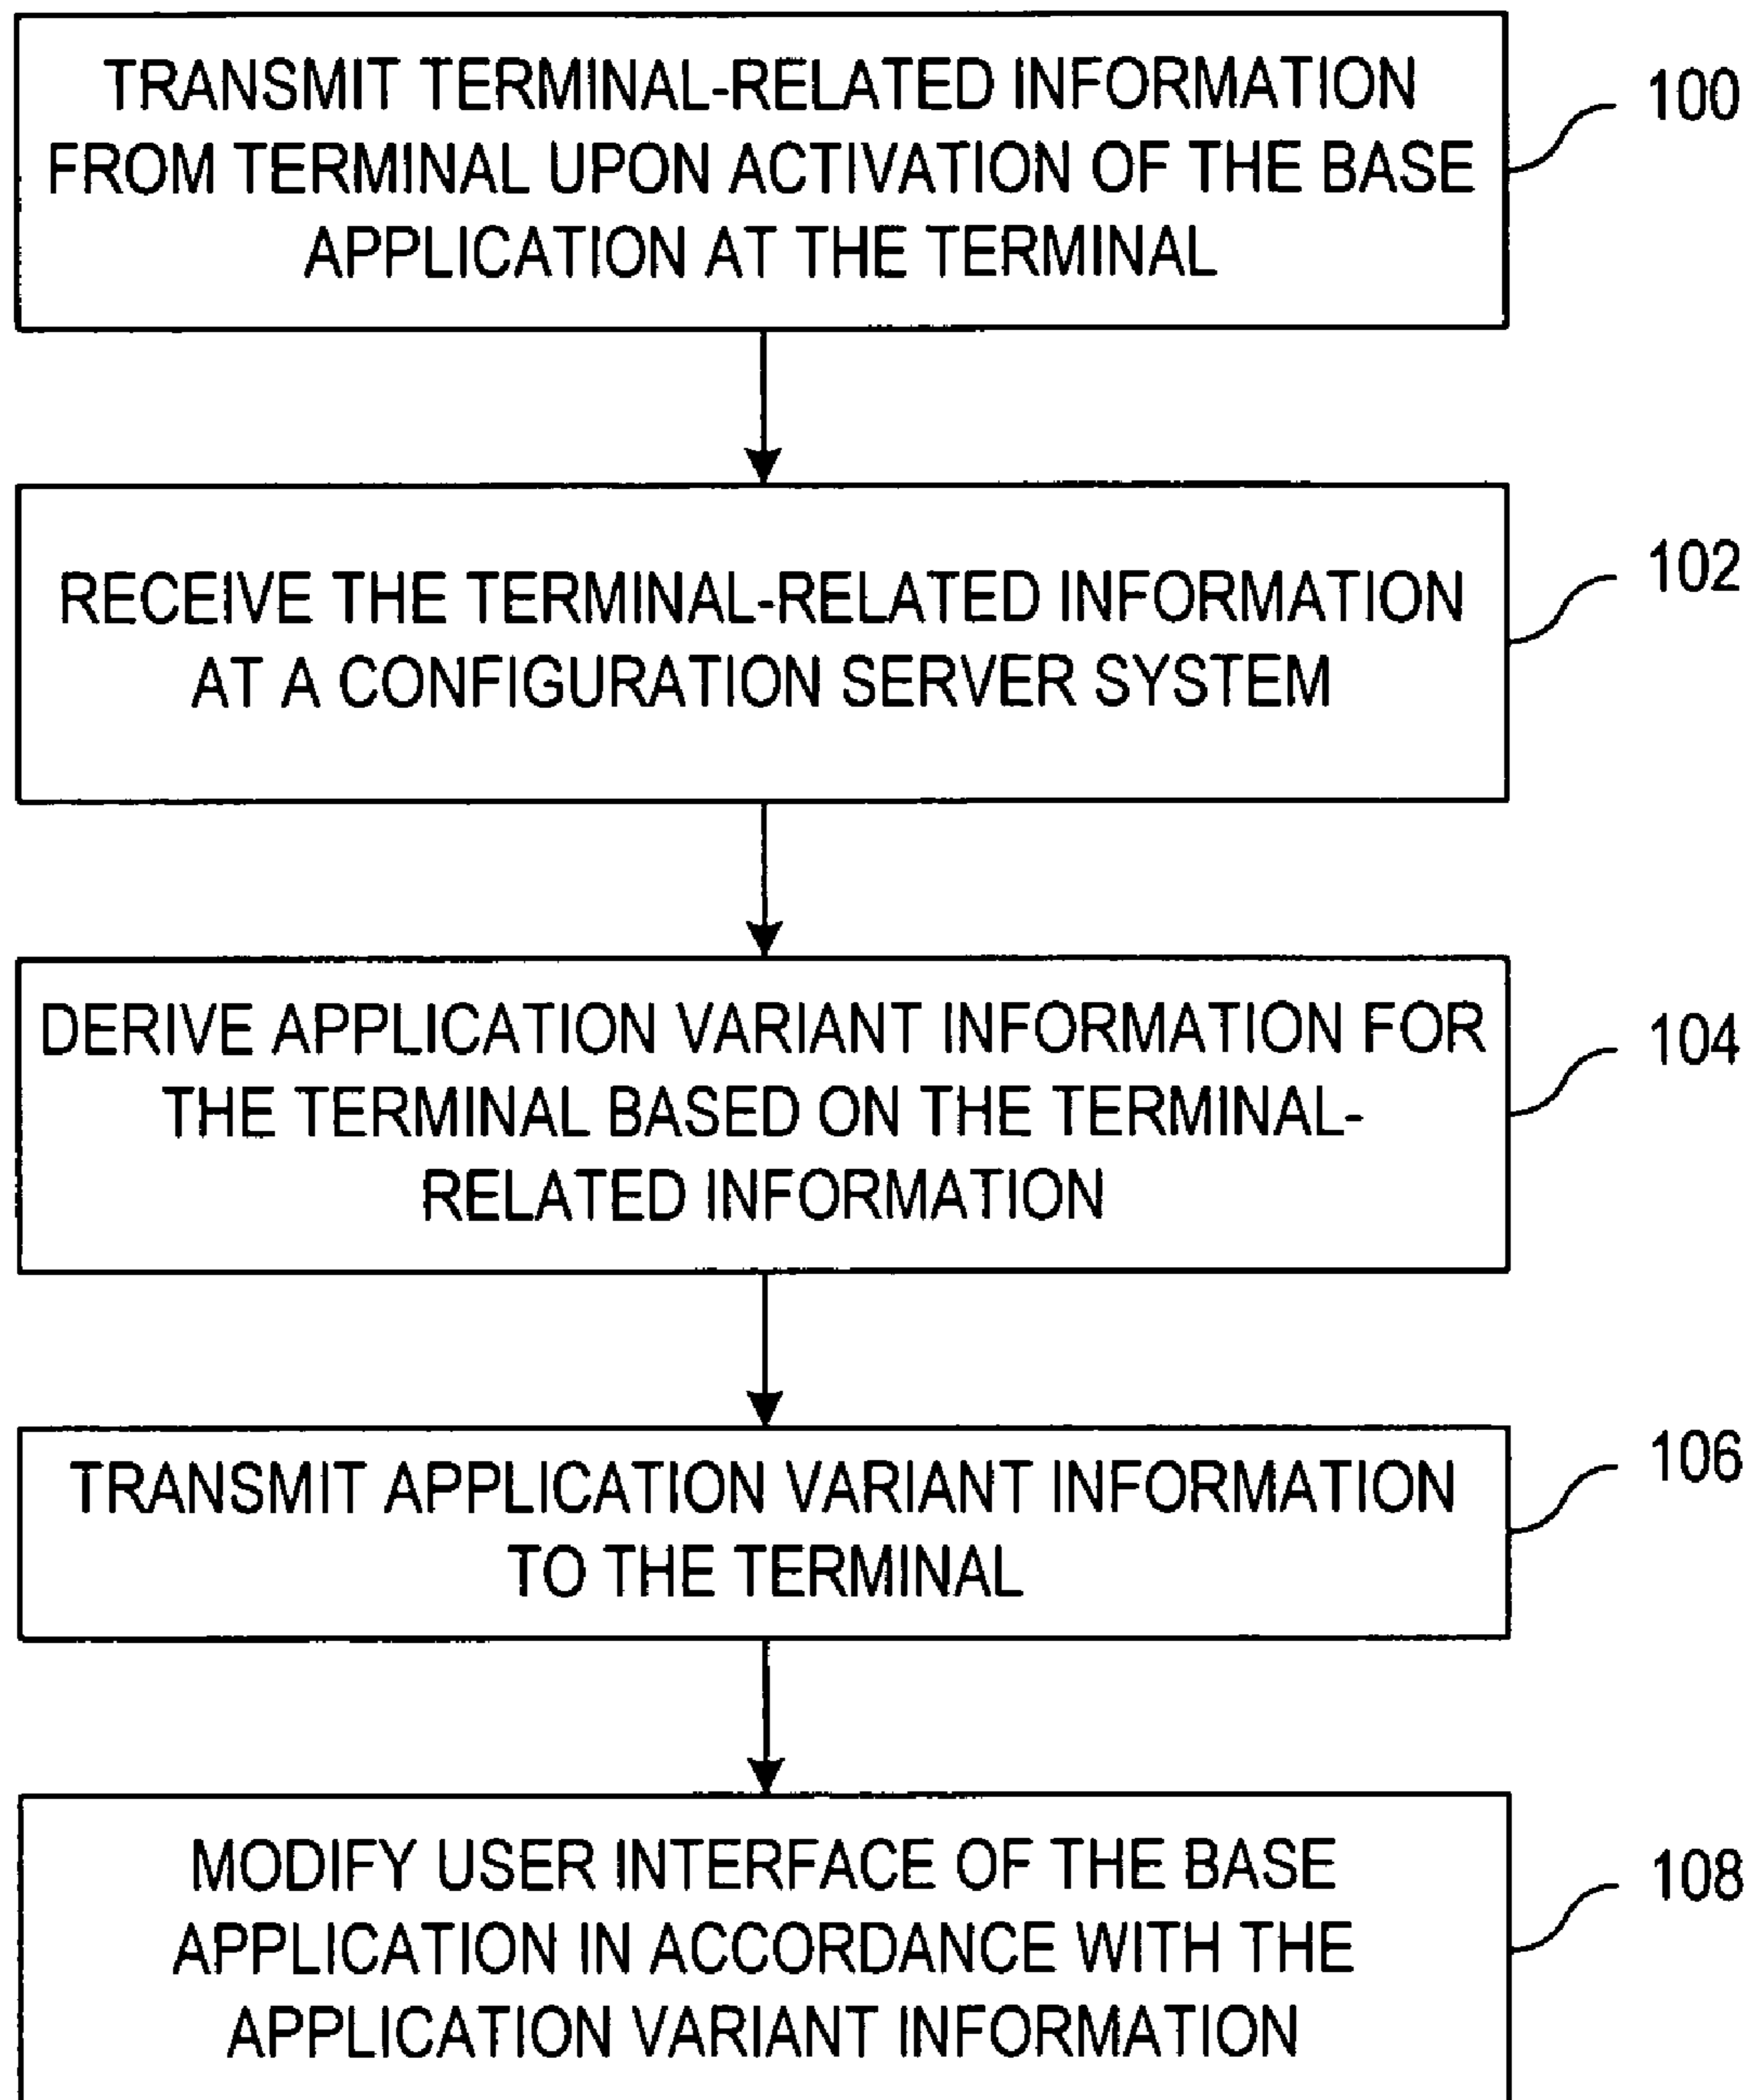 TRANSMIT TERMINAL-RELATED INFORMATION
FROM TERMINAL UPON ACTIVATION OF THE BASE
APPLICATION AT THE TERMINAL
100
RECEIVE THE TERMINAL-RELATED INFORMATION
AT A CONFIGURATION SERVER SYSTEM
102
DERIVE APPLICATION VARIANT INFORMATION FOR
THE TERMINAL BASED ON THE TERMINAL-
RELATED INFORMATION
104
TRANSMIT APPLICATION VARIANT INFORMATION
TO THE TERMINAL
106
MODIFY USER INTERFACE OF THE BASE
APPLICATION IN ACCORDANCE WITH THE
APPLICATION VARIANT INFORMATION
108